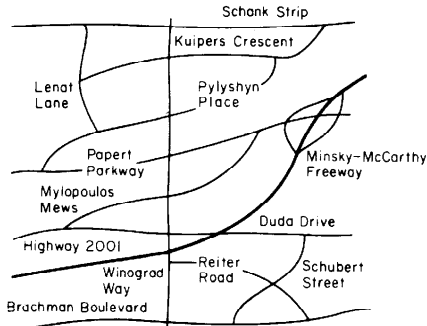 Schank Strip
Kuipers Crescent
Lenat
Lane
Pylyshyn
Place
Papert
Parkway
Minsky-McCarthy
Freeway
Mylopoulos
Mews
Duda Drive
Highway 2001
Winograd
Way
Reiter
Road
Schubert
Street
Brachman Boulevard